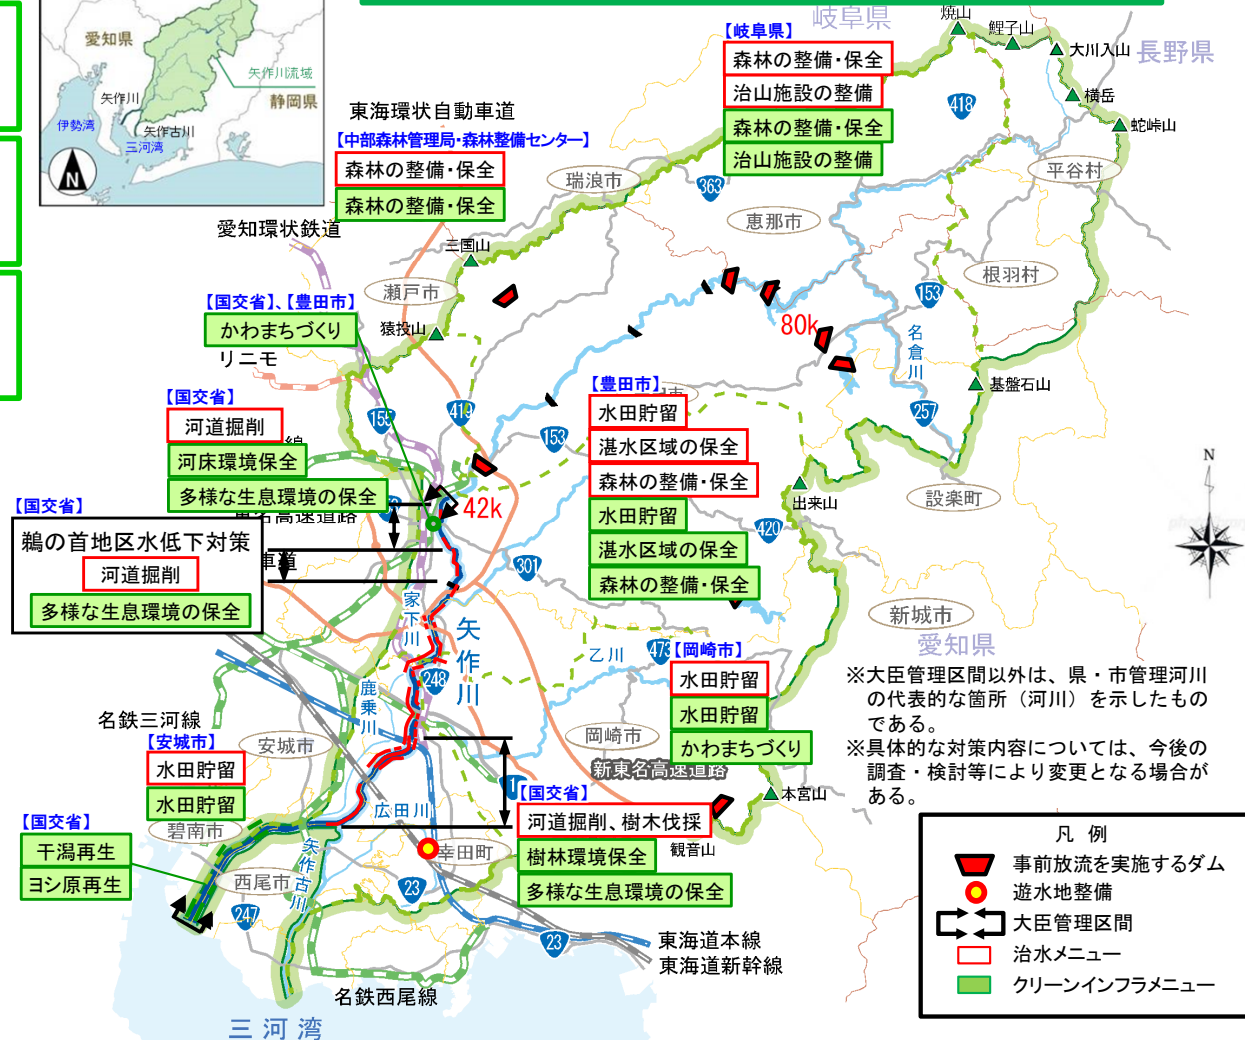 愛知県
矢作川流域
静岡県
矢作川
伊勢湾
矢作古川
三河湾
N
東海環状自動車道
【中部森林管理局・森林整備センター】
森林の整備・保全
森林の整備・保全
岐阜県
【岐阜県】
森林の整備・保全
治山施設の整備
森林の整備・保全
治山施設の整備
焼山
鯉子山
大川入山
長野県
横岳
蛇峠山
418
平谷村
瑞浪市
363
恵那市
愛知環状鉄道
三国山
瀬戸市
根羽村
153
【国交省】、【豊田市】
かわまちづくり
猿投山
80k
名倉川
リニモ
基盤石山
257
【国交省】
河道掘削
線
河床環境保全
多様な生息環境の保全
155
419
153
【豊田市】
水田貯留
湛水区域の保全
森林の整備・保全
水田貯留
湛水区域の保全
森林の整備・保全
出来山
設楽町
N
42k
東名高速道路
420
【国交省】
鵜の首地区水低下対策
河道掘削
多様な生息環境の保全
車道
301
家下川
矢作川
新城市
愛知県
乙川
473
【岡崎市】
水田貯留
水田貯留
かわまちづくり
248
鹿乗川
※大臣管理区間以外は、県・市管理河川
の代表的な箇所（河川）を示したもの
である。
※具体的な対策内容については、今後の
調査・検討等により変更となる場合が
ある。
名鉄三河線
【安城市】
水田貯留
水田貯留
安城市
岡崎市
新東名高速道路
本宮山
1
【国交省】
河道掘削、樹木伐採
樹林環境保全
多様な生息環境の保全
観音山
広田川
碧南市
【国交省】
干潟再生
ヨシ原再生
矢作古川
幸田町
西尾市
23
247
23
東海道本線
東海道新幹線
名鉄西尾線
三河湾
凡 例
事前放流を実施するダム
遊水地整備
大臣管理区間
治水メニュー
クリーンインフラメニュー